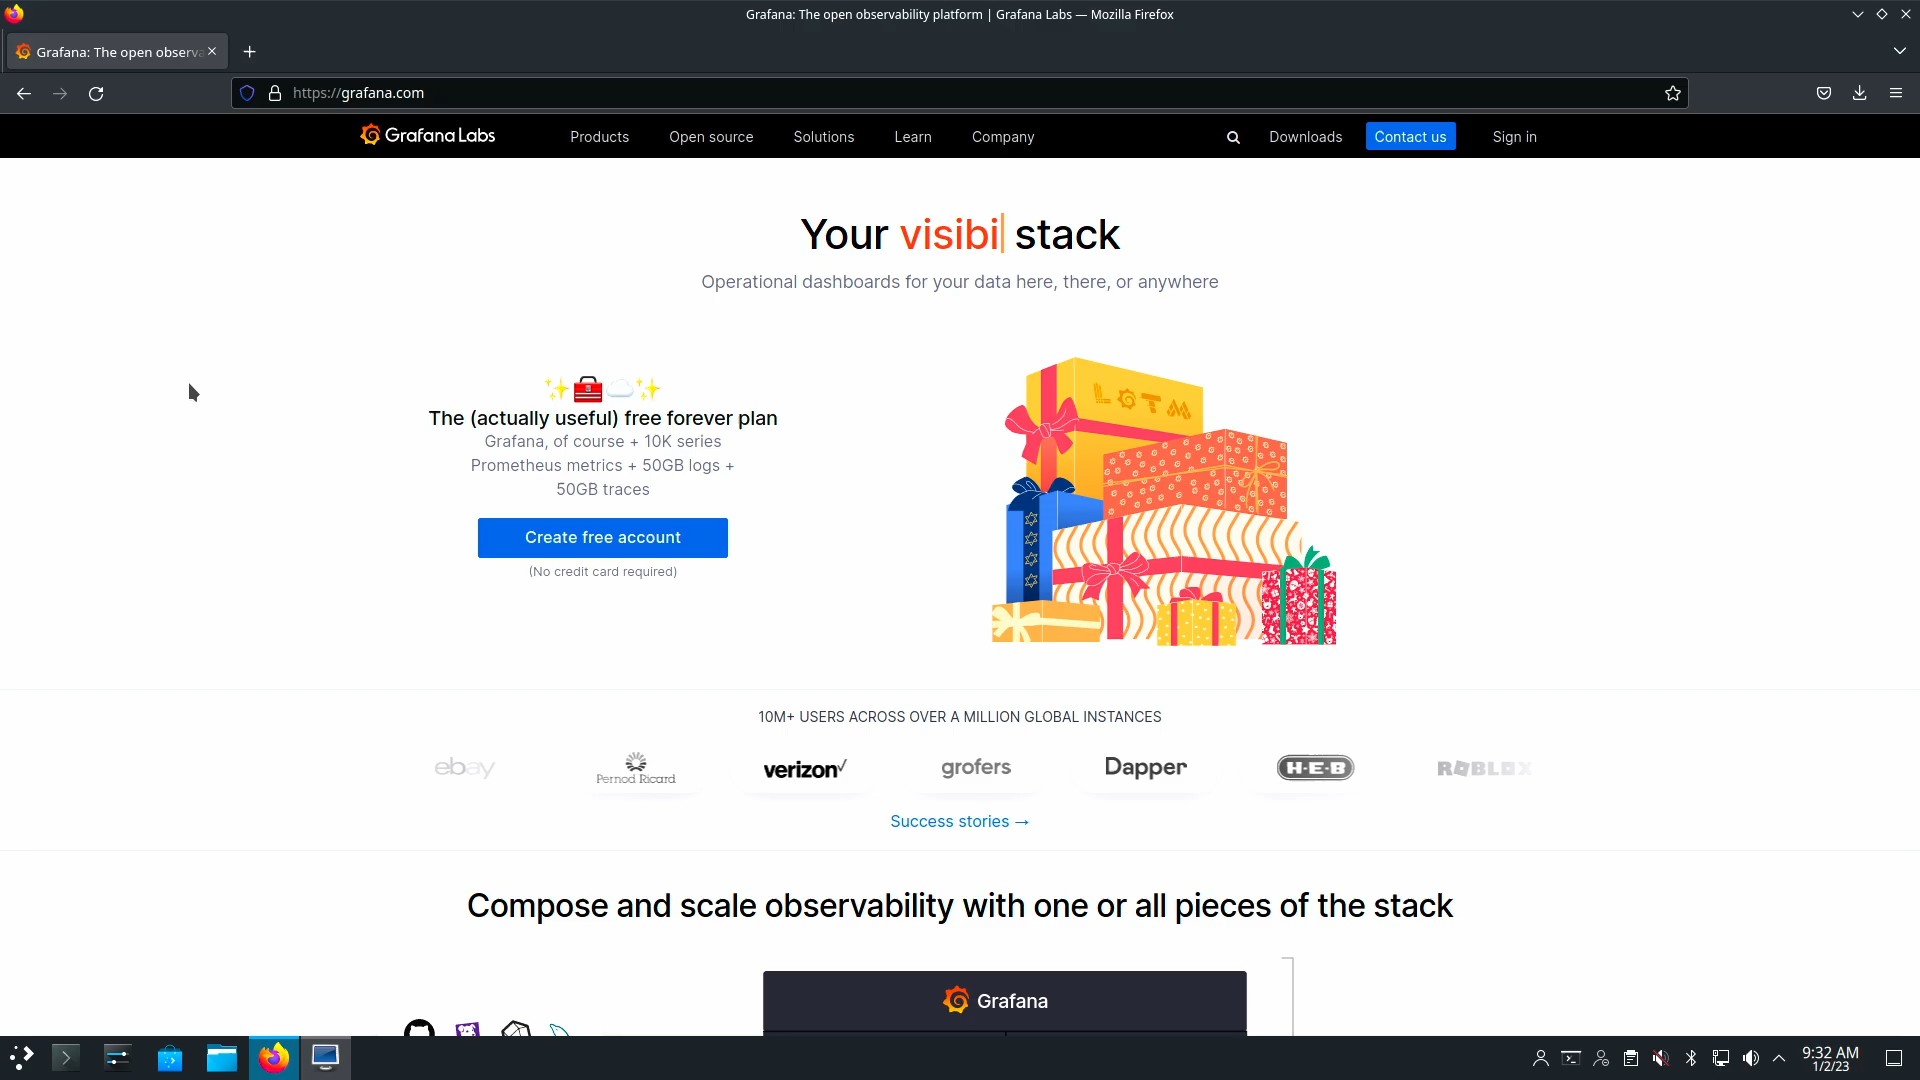 Grafana: The open observability platform | Grafana Labs — Mozilla Firefox
Grafana: The open observa
https://grafana.com
Grafana Labs
Products
Open source
Solutions
Learn
Company
Downloads
Contact us
Sign in
Your visibi stack
Operational dashboards for your data here, there, or anywhere
The (actually useful) free forever plan
Grafana, of course + 10K series
Prometheus metrics + 50GB logs +
50GB traces
Create free account
(No credit card required)
LGTM
10M+ USERS ACROSS OVER A MILLION GLOBAL INSTANCES
ebay
Pernod Ricard
verizon✓
grofers
Dapper
H-E-B
ROBLOX
Success stories →
Compose and scale observability with one or all pieces of the stack
Grafana
9:32 AM
1/2/23